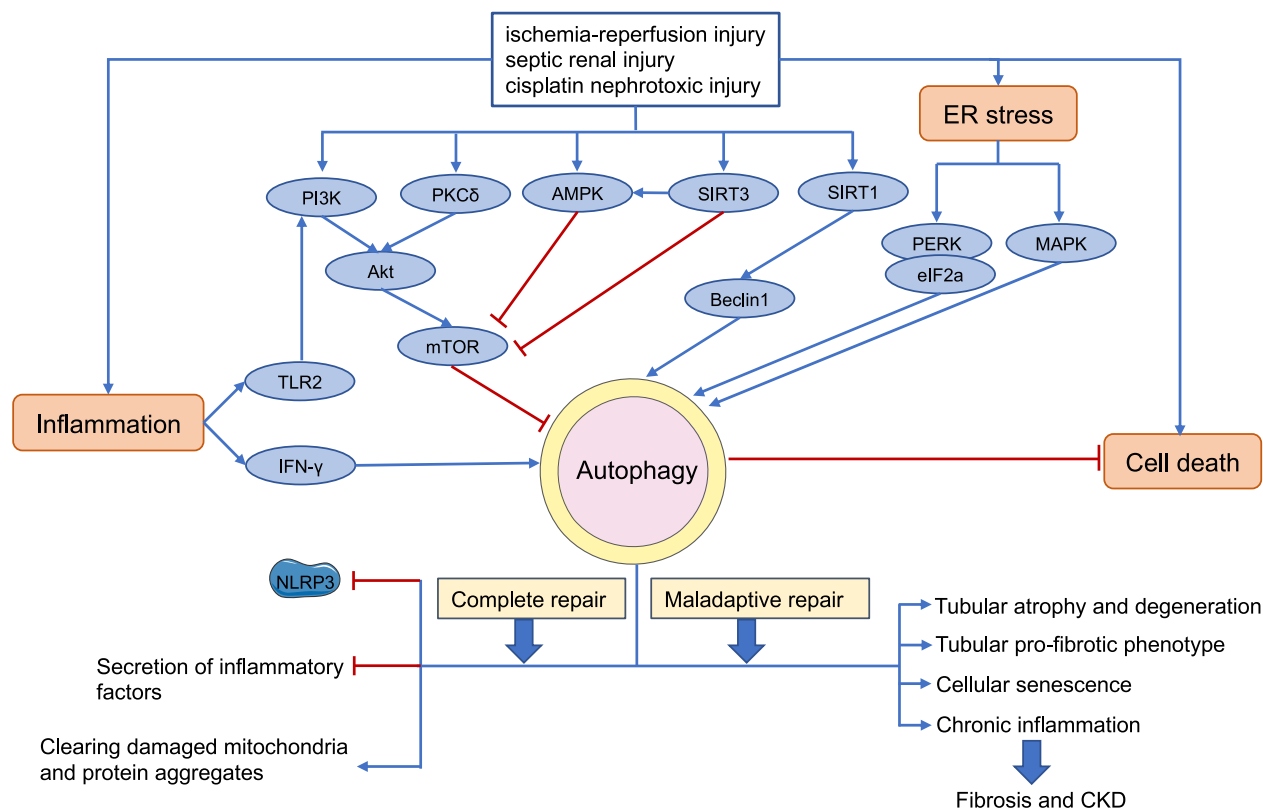 ischemia-reperfusion injury
septic renal injury
cisplatin nephrotoxic injury
ER stress
PI3K
PKCδ
AMPK
SIRT3
SIRT1
PERK
MAPK
Akt
eIF2a
Beclin1
mTOR
TLR2
Inflammation
IFN-γ
Autophagy
Cell death
NLRP3
Complete repair
Maladaptive repair
Tubular atrophy and degeneration
Tubular pro-fibrotic phenotype
Secretion of inflammatory
factors
Cellular senescence
Chronic inflammation
Clearing damaged mitochondria
and protein aggregates
Fibrosis and CKD